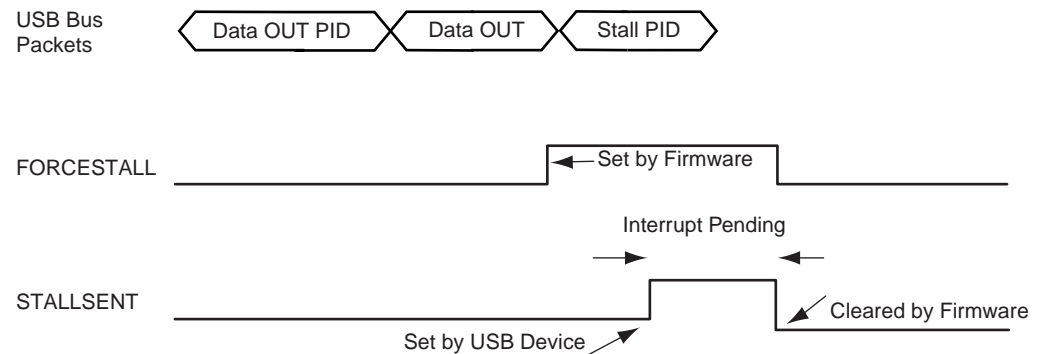 USB Bus
Packets
Data OUT PID
Data OUT
Stall PID
FORCESTALL
Set by Firmware
Interrupt Pending
STALLSENT
Cleared by Firmware
Set by USB Device